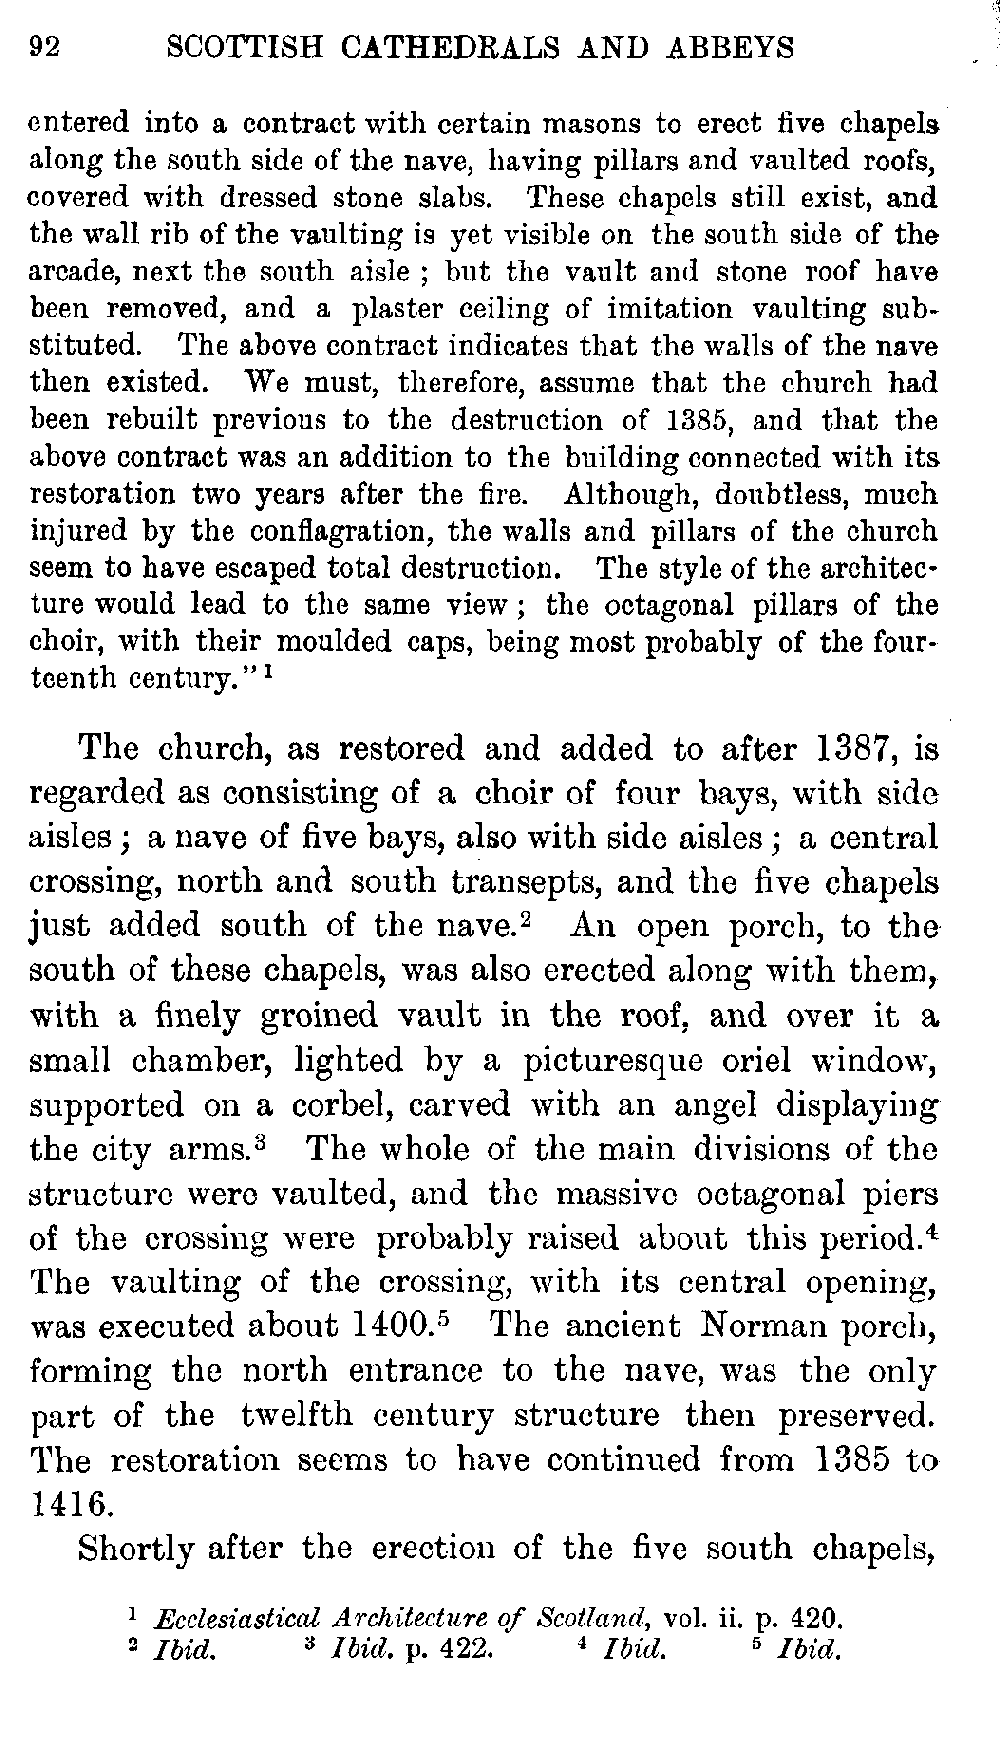 92 SCOTTISH CATHEDRALS AND ABBEYS
entered into a contract with certain masons to erect five chapels
along the south side of the nave, having pillars and vaulted roofs,
covered with dressed stone slabs. These chapels still exist, and
the wall rib of the vaulting is yet visible on the south side of the
arcade, next the south aisle ; but the vault and stone roof have
been removed, and a plaster ceiling of imitation vaulting sub-
stituted. The above contract indicates that the walls of the nave
then existed. We must, therefore, assume that the church had
been rebuilt previous to the destruction of 1385, and that the
above contract was an addition to the building connected with its
restoration two years after the fire. Although, doubtless, much
injured by the conflagration, the walls and pillars of the church
seem to have escaped total destruction. The style of the architec-
ture would lead to the same view ; the octagonal pillars of the
choir, with their moulded caps, being most probably of the four-
teenth century." ¹
The church, as restored and added to after 1387, is
regarded as consisting of a choir of four bays, with side
aisles ; a nave of five bays, also with side aisles ; a central
crossing, north and south transepts, and the five chapels
just added south of the nave.² An open porch, to the
south of these chapels, was also erected along with them,
with a finely groined vault in the roof, and over it a
small chamber, lighted by a picturesque oriel window,
supported on a corbel, carved with an angel displaying
the city arms.³ The whole of the main divisions of the
structure were vaulted, and the massive octagonal piers
of the crossing were probably raised about this period.⁴
The vaulting of the crossing, with its central opening,
was executed about 1400.⁵ The ancient Norman porch,
forming the north entrance to the nave, was the only
part of the twelfth century structure then preserved.
The restoration seems to have continued from 1385 to
1416.
Shortly after the erection of the five south chapels,
¹ Ecclesiastical Architecture of Scotland, vol. ii. p. 420.
² Ibid. ³ Ibid. p. 422. ⁴ Ibid. ⁵ Ibid.